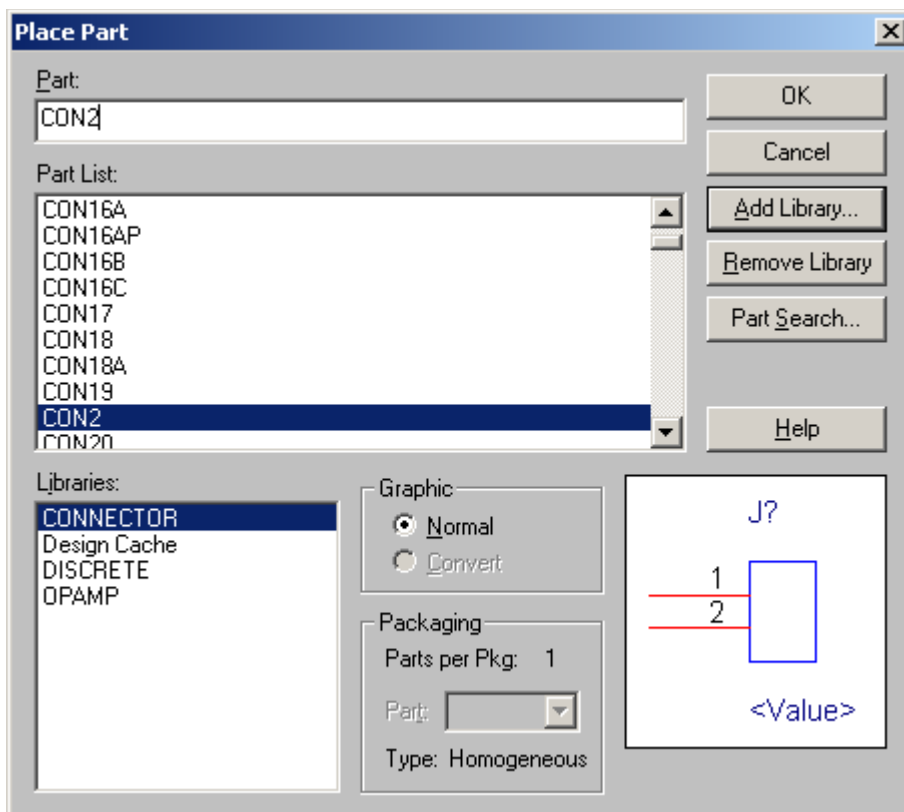 Place Part
Part:
CON2
OK
Cancel
Part List:
CON16A
CON16AP
CON16B
CON16C
CON17
CON18
CON18A
CON19
CON2
CON20
Add Library...
Remove Library
Part Search...
Help
Libraries:
CONNECTOR
Design Cache
DISCRETE
OPAMP
Graphic
Normal
Convert
Packaging
Parts per Pkg: 1
Part:
Type: Homogeneous
J?
1
2
<Value>